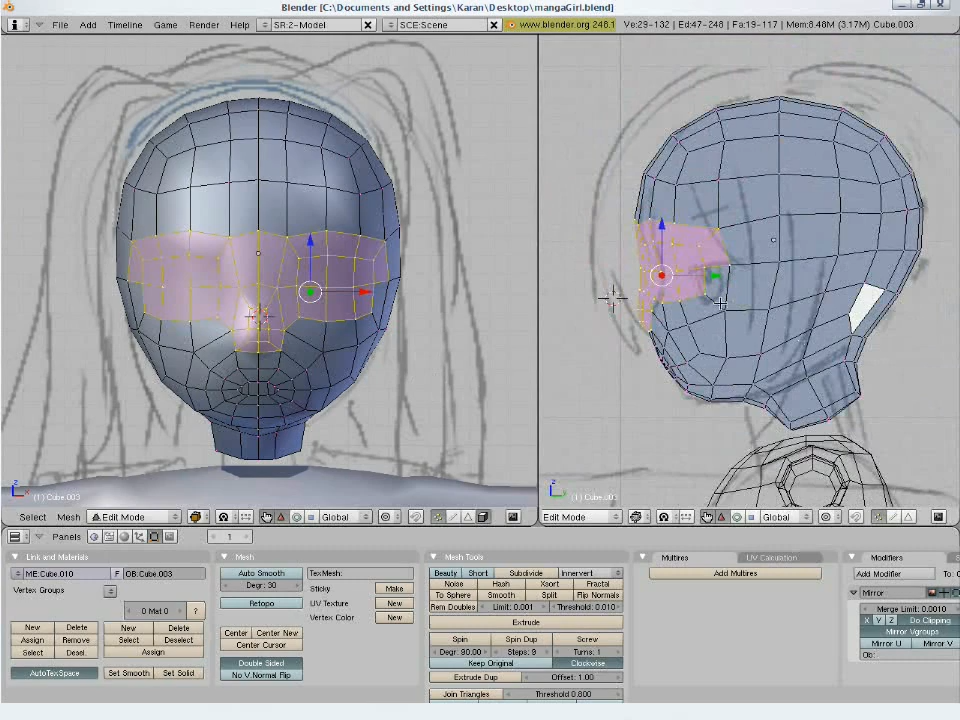 Blender [C:\Documents and Settings\Karan\Desktop\mangaGirl.blend]
File Add Timeline Game Render Help SR:2-Model SCE:Scene www.blender.org 248.1 Ve:29-132 | Ed:47-248 | Fa:19-117 | Mem:8.48M (3.17M) Cube.003
z x (1) Cube.003 z y (1) Cube.003
Select Mesh Edit Mode Global Edit Mode Global
Panels 1
Link and Materials Mesh Mesh Tools Multires UV Calculation Modifiers
ME:Cube.010 F OB:Cube.003 Auto Smooth TexMesh: Beauty Short Subdivide Innervert Add Multires Add Modifier To:
Vertex Groups Degr: 30 Sticky Make Noise Hash Xsort Fractal Mirror
Retopo UV Texture New To Sphere Smooth Split Flip Normals Merge Limit: 0.0010
0 Mat 0 ? Vertex Color New Rem Doubles Limit: 0.001 Threshold: 0.010 X Y Z Do Clipping
New Delete New Delete Center Center New Extrude Mirror Vgroups
Assign Remove Select Deselect Center Cursor Spin Spin Dup Screw Mirror U Mirror V
Select Desel. Assign Degr: 90.00 Steps: 9 Turns: 1 Ob:
AutoTexSpace Set Smooth Set Solid Double Sided Keep Original Clockwise
No V.Normal Flip Extrude Dup Offset: 1.00
Join Triangles Threshold 0.800